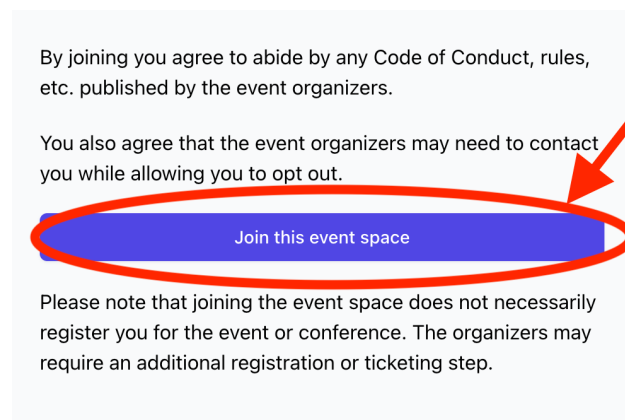 By joining you agree to abide by any Code of Conduct, rules,
etc. published by the event organizers.
You also agree that the event organizers may need to contact
you while allowing you to opt out.
Join this event space
Please note that joining the event space does not necessarily
register you for the event or conference. The organizers may
require an additional registration or ticketing step.